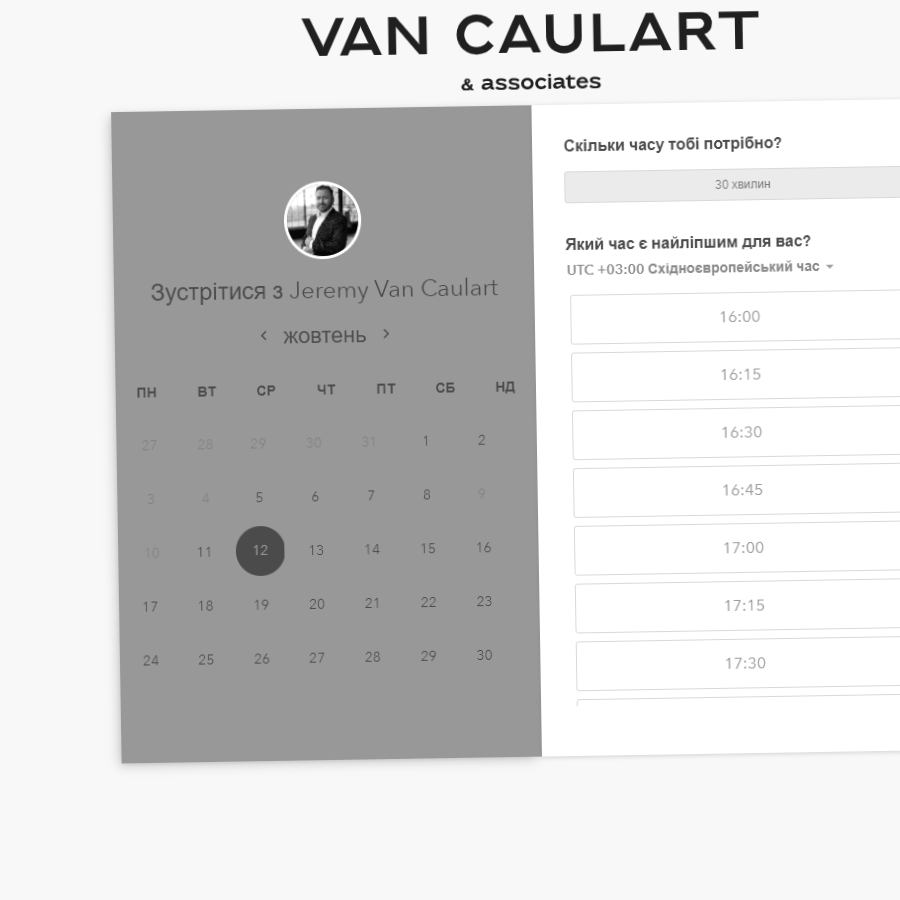 VAN CAULART
& associates
Зустрітися з Jeremy Van Caulart
жовтень
ПН ВТ СР ЧТ ПТ СБ НД
27 28 29 30 31 1 2
3 4 5 6 7 8 9
10 11 12 13 14 15 16
17 18 19 20 21 22 23
24 25 26 27 28 29 30
Скільки часу тобі потрібно?
30 хвилин
Який час є найліпшим для вас?
UTC +03:00 Східноєвропейський час
16:00
16:15
16:30
16:45
17:00
17:15
17:30